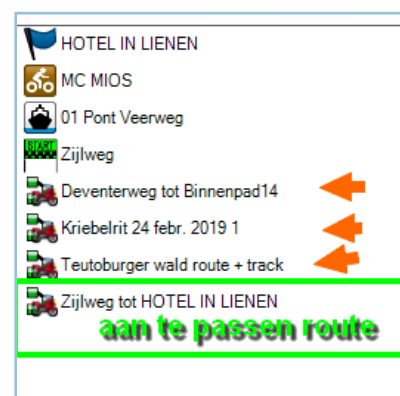 HOTEL IN LIENEN
MC MIOS
01 Pont Veerweg
START
Zijlweg
Deventerweg tot Binnenpad14
Kriebelrit 24 febr. 2019 1
Teutoburger wald route + track
Zijlweg tot HOTEL IN LIENEN
aan te passen route